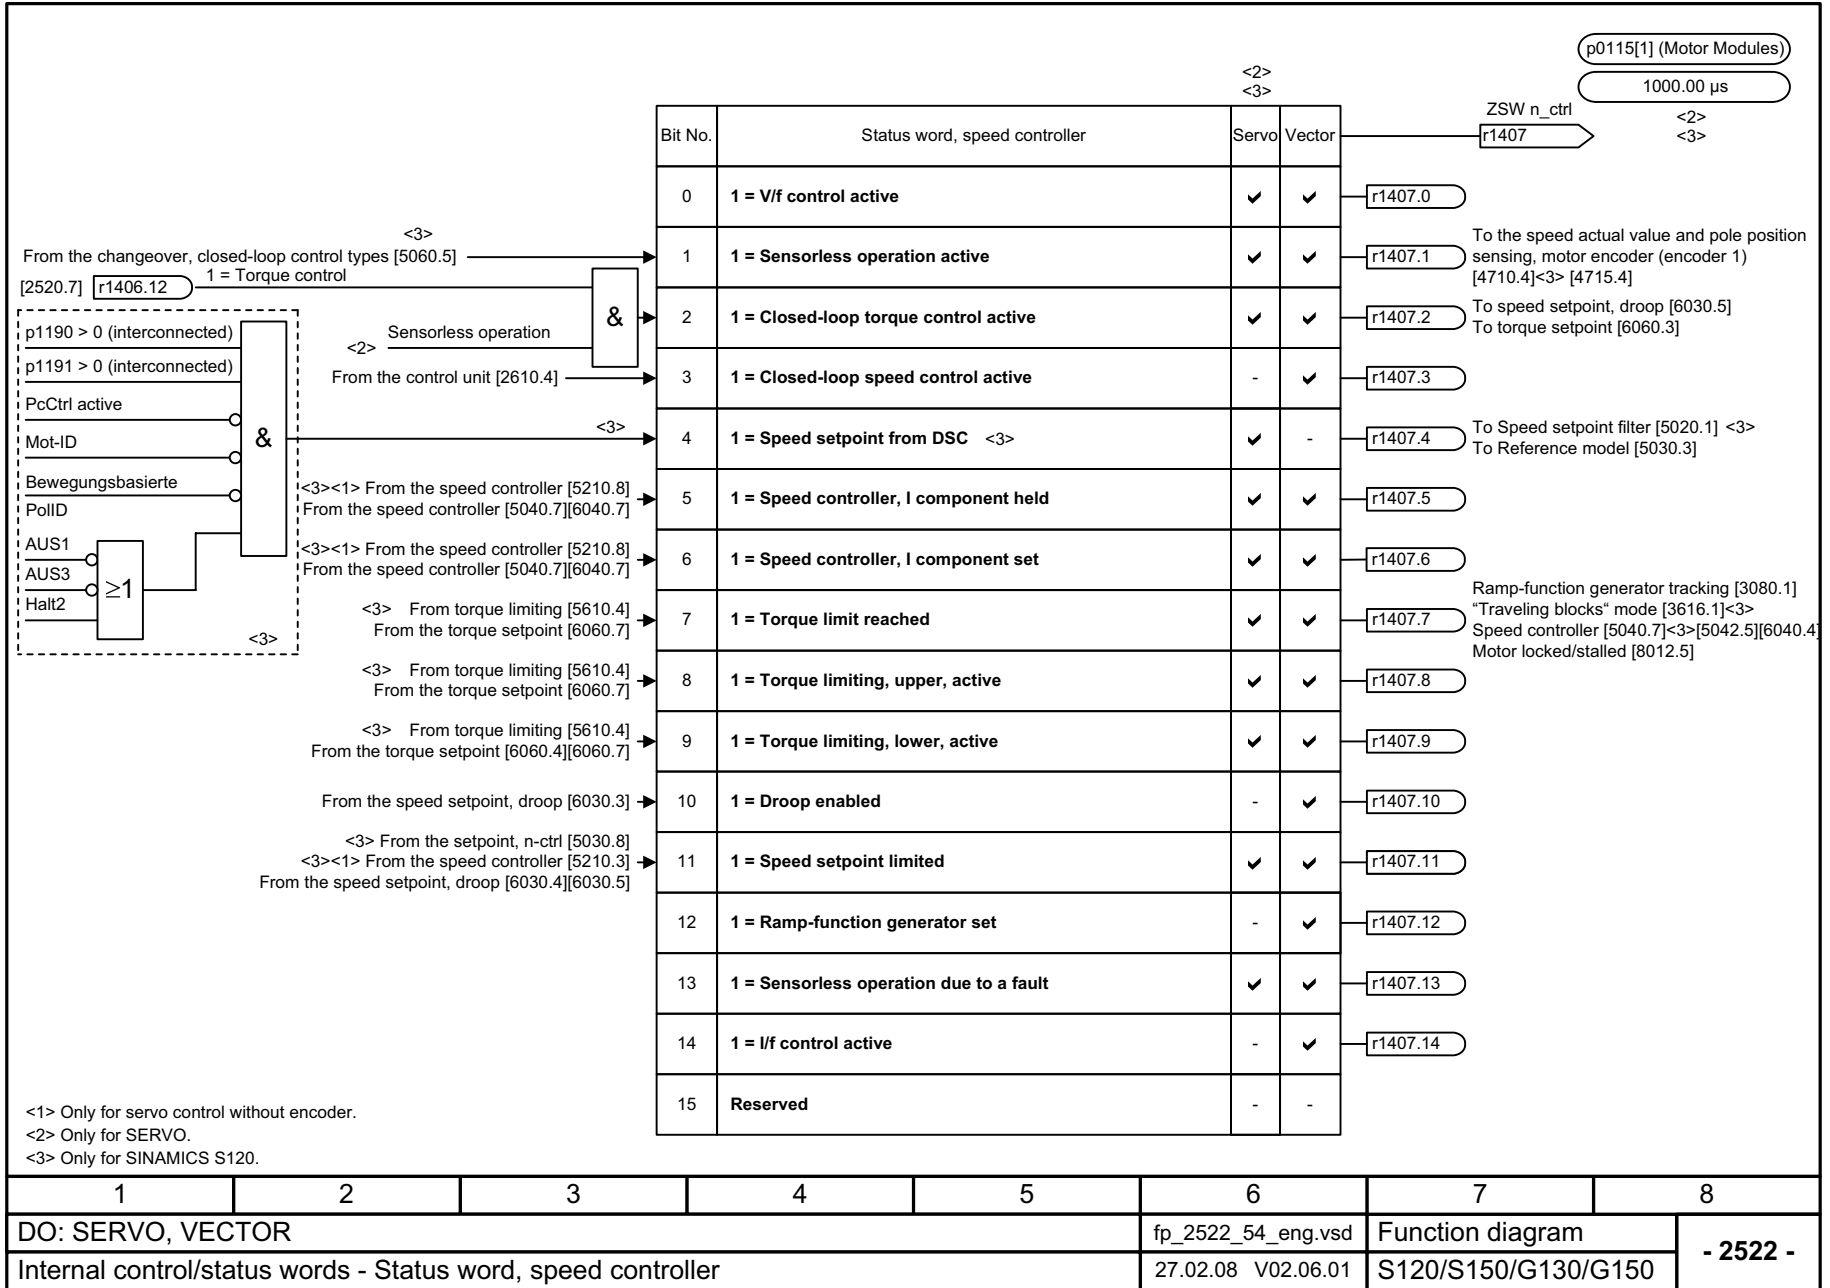 p0115[1] (Motor Modules)
1000.00 µs
<2>
<3>
<2>
<3>
ZSW n_ctrl
r1407
Bit No.
Status word, speed controller
Servo
Vector
0
1 = V/f control active
✔
✔
r1407.0
<3>
From the changeover, closed-loop control types [5060.5]
1
1 = Sensorless operation active
✔
✔
r1407.1
To the speed actual value and pole position
sensing, motor encoder (encoder 1)
[4710.4]<3> [4715.4]
[2520.7]
r1406.12
1 = Torque control
&
<2>
Sensorless operation
2
1 = Closed-loop torque control active
✔
✔
r1407.2
To speed setpoint, droop [6030.5]
To torque setpoint [6060.3]
From the control unit [2610.4]
3
1 = Closed-loop speed control active
-
✔
r1407.3
p1190 > 0 (interconnected)
p1191 > 0 (interconnected)
PcCtrl active
Mot-ID
Bewegungsbasierte
PolID
&
AUS1
AUS3
Halt2
≥1
<3>
<3>
4
1 = Speed setpoint from DSC <3>
✔
-
r1407.4
To Speed setpoint filter [5020.1] <3>
To Reference model [5030.3]
<3><1> From the speed controller [5210.8]
From the speed controller [5040.7][6040.7]
5
1 = Speed controller, I component held
✔
✔
r1407.5
<3><1> From the speed controller [5210.8]
From the speed controller [5040.7][6040.7]
6
1 = Speed controller, I component set
✔
✔
r1407.6
<3> From torque limiting [5610.4]
From the torque setpoint [6060.7]
7
1 = Torque limit reached
✔
✔
r1407.7
Ramp-function generator tracking [3080.1]
“Traveling blocks“ mode [3616.1]<3>
Speed controller [5040.7]<3>[5042.5][6040.4]
Motor locked/stalled [8012.5]
<3> From torque limiting [5610.4]
From the torque setpoint [6060.7]
8
1 = Torque limiting, upper, active
✔
✔
r1407.8
<3> From torque limiting [5610.4]
From the torque setpoint [6060.4][6060.7]
9
1 = Torque limiting, lower, active
✔
✔
r1407.9
From the speed setpoint, droop [6030.3]
10
1 = Droop enabled
-
✔
r1407.10
<3> From the setpoint, n-ctrl [5030.8]
<3><1> From the speed controller [5210.3]
From the speed setpoint, droop [6030.4][6030.5]
11
1 = Speed setpoint limited
✔
✔
r1407.11
12
1 = Ramp-function generator set
-
✔
r1407.12
13
1 = Sensorless operation due to a fault
✔
✔
r1407.13
14
1 = I/f control active
-
✔
r1407.14
15
Reserved
-
-
<1> Only for servo control without encoder.
<2> Only for SERVO.
<3> Only for SINAMICS S120.
1 2 3 4 5 6 7 8
DO: SERVO, VECTOR
fp_2522_54_eng.vsd
Function diagram
- 2522 -
Internal control/status words - Status word, speed controller
27.02.08 V02.06.01
S120/S150/G130/G150